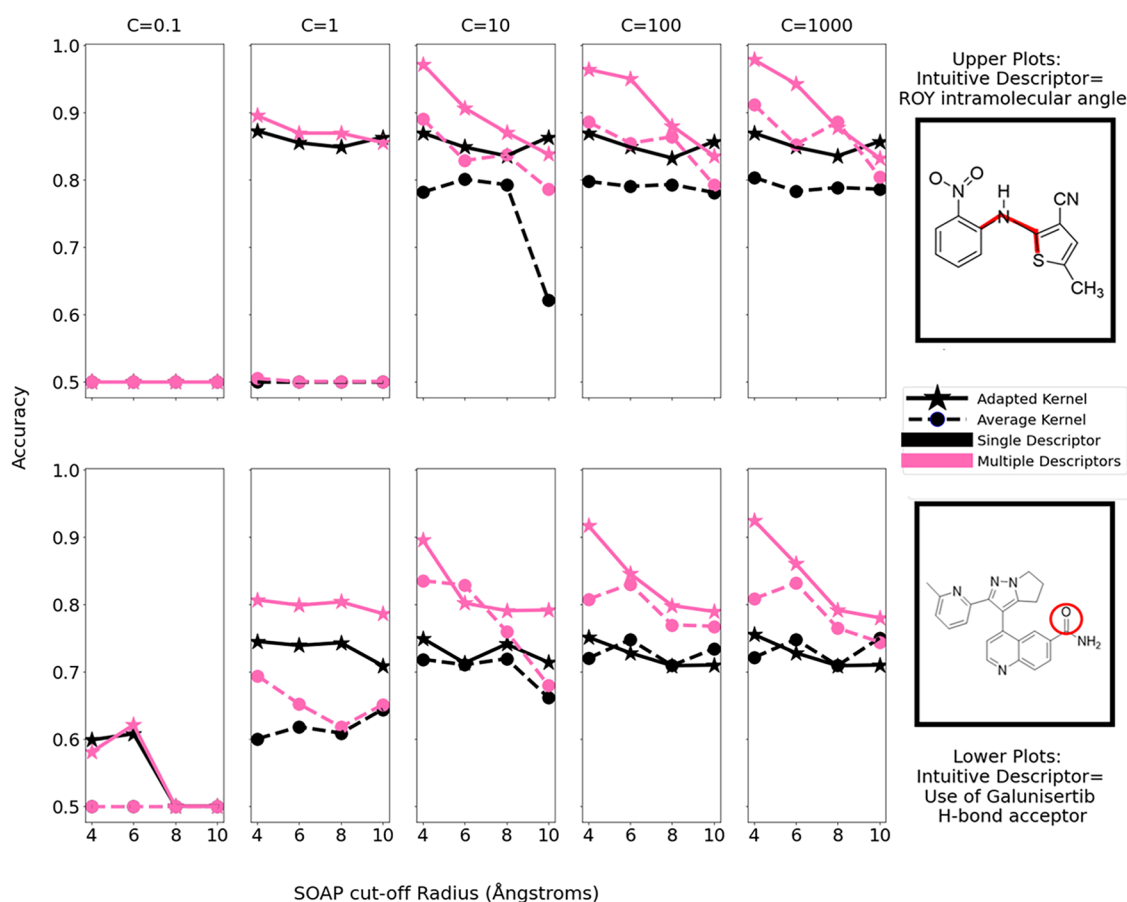 C=0.1 C=1 C=10 C=100 C=1000
1.0
0.9
0.8
0.7
0.6
0.5
Upper Plots:
Intuitive Descriptor=
ROY intramolecular angle
O
N
O
H
N
CN
S
CH3
Accuracy
Adapted Kernel
Average Kernel
Single Descriptor
Multiple Descriptors
1.0
0.9
0.8
0.7
0.6
0.5
4 6 8 10 4 6 8 10 4 6 8 10 4 6 8 10 4 6 8 10
N
N
N
O
NH2
N
Lower Plots:
Intuitive Descriptor=
Use of Galunisertib
H-bond acceptor
SOAP cut-off Radius (Ångstroms)